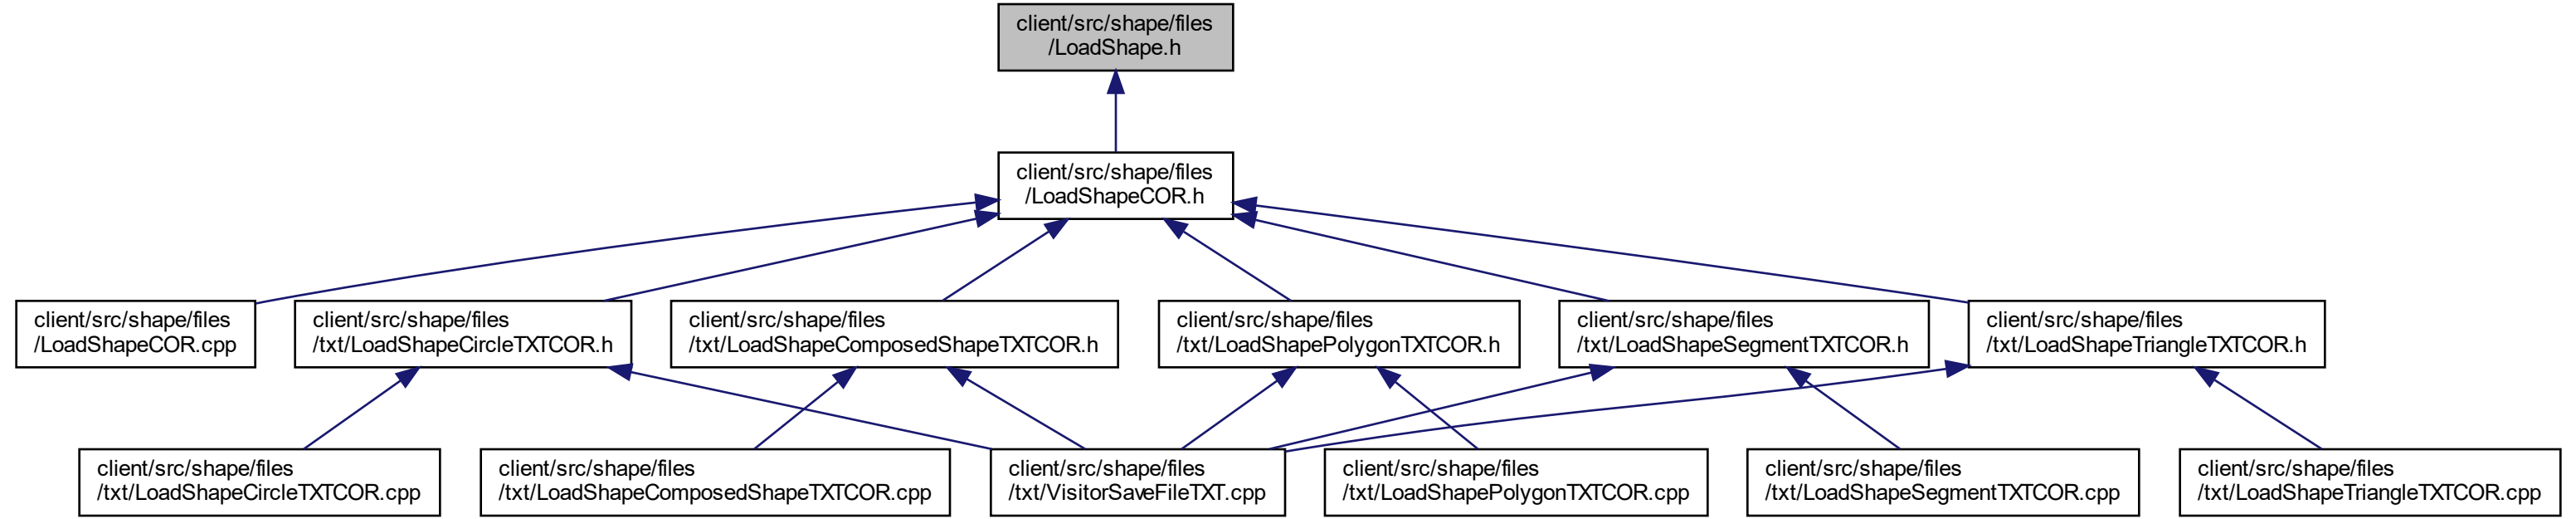 client/src/shape/files
/LoadShape.h
client/src/shape/files
/LoadShapeCOR.h
client/src/shape/files
/LoadShapeCOR.cpp
client/src/shape/files
/txt/LoadShapeCircleTXTCOR.h
client/src/shape/files
/txt/LoadShapeComposedShapeTXTCOR.h
client/src/shape/files
/txt/LoadShapePolygonTXTCOR.h
client/src/shape/files
/txt/LoadShapeSegmentTXTCOR.h
client/src/shape/files
/txt/LoadShapeTriangleTXTCOR.h
client/src/shape/files
/txt/LoadShapeCircleTXTCOR.cpp
client/src/shape/files
/txt/LoadShapeComposedShapeTXTCOR.cpp
client/src/shape/files
/txt/VisitorSaveFileTXT.cpp
client/src/shape/files
/txt/LoadShapePolygonTXTCOR.cpp
client/src/shape/files
/txt/LoadShapeSegmentTXTCOR.cpp
client/src/shape/files
/txt/LoadShapeTriangleTXTCOR.cpp